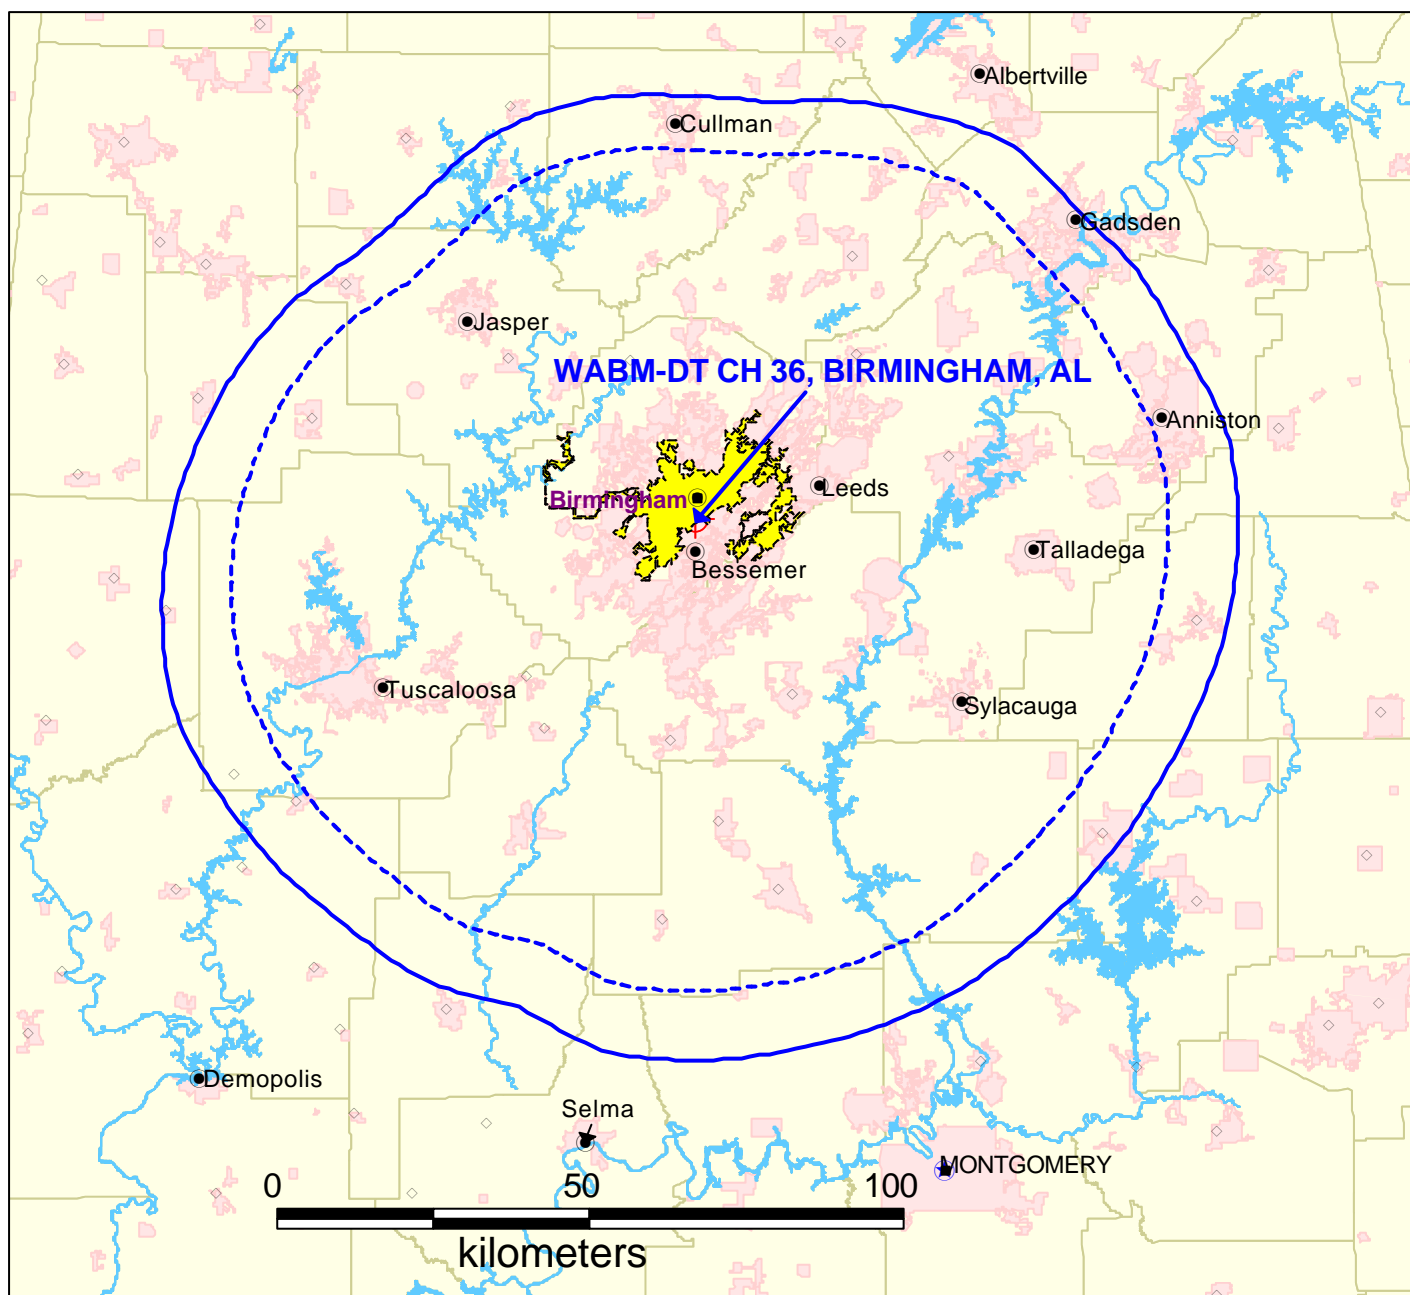 Albertville
Cullman
Gadsden
Jasper
WABM-DT CH 36, BIRMINGHAM, AL
Anniston
Leeds
Birmingham
Talladega
Bessemer
Tuscaloosa
Sylacauga
Demopolis
Selma
MONTGOMERY
0 50 100
kilometers